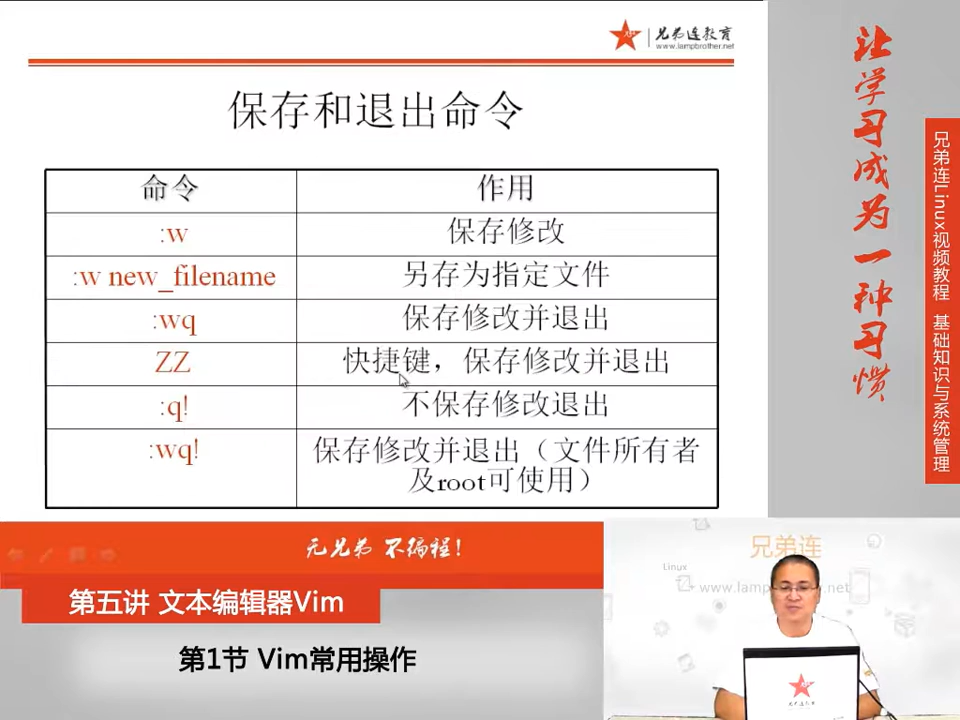 兄弟连教育
www.lampbrother.net
保存和退出命令
命令 作用
:w 保存修改
:w new_filename 另存为指定文件
:wq 保存修改并退出
ZZ 快捷键，保存修改并退出
:q! 不保存修改退出
:wq! 保存修改并退出（文件所有者
及root可使用）
让学习成为一种习惯
兄弟连Linux视频教程 基础知识与系统管理
无兄弟 不编程！
第五讲 文本编辑器Vim
第1节 Vim常用操作
兄弟连
Linux